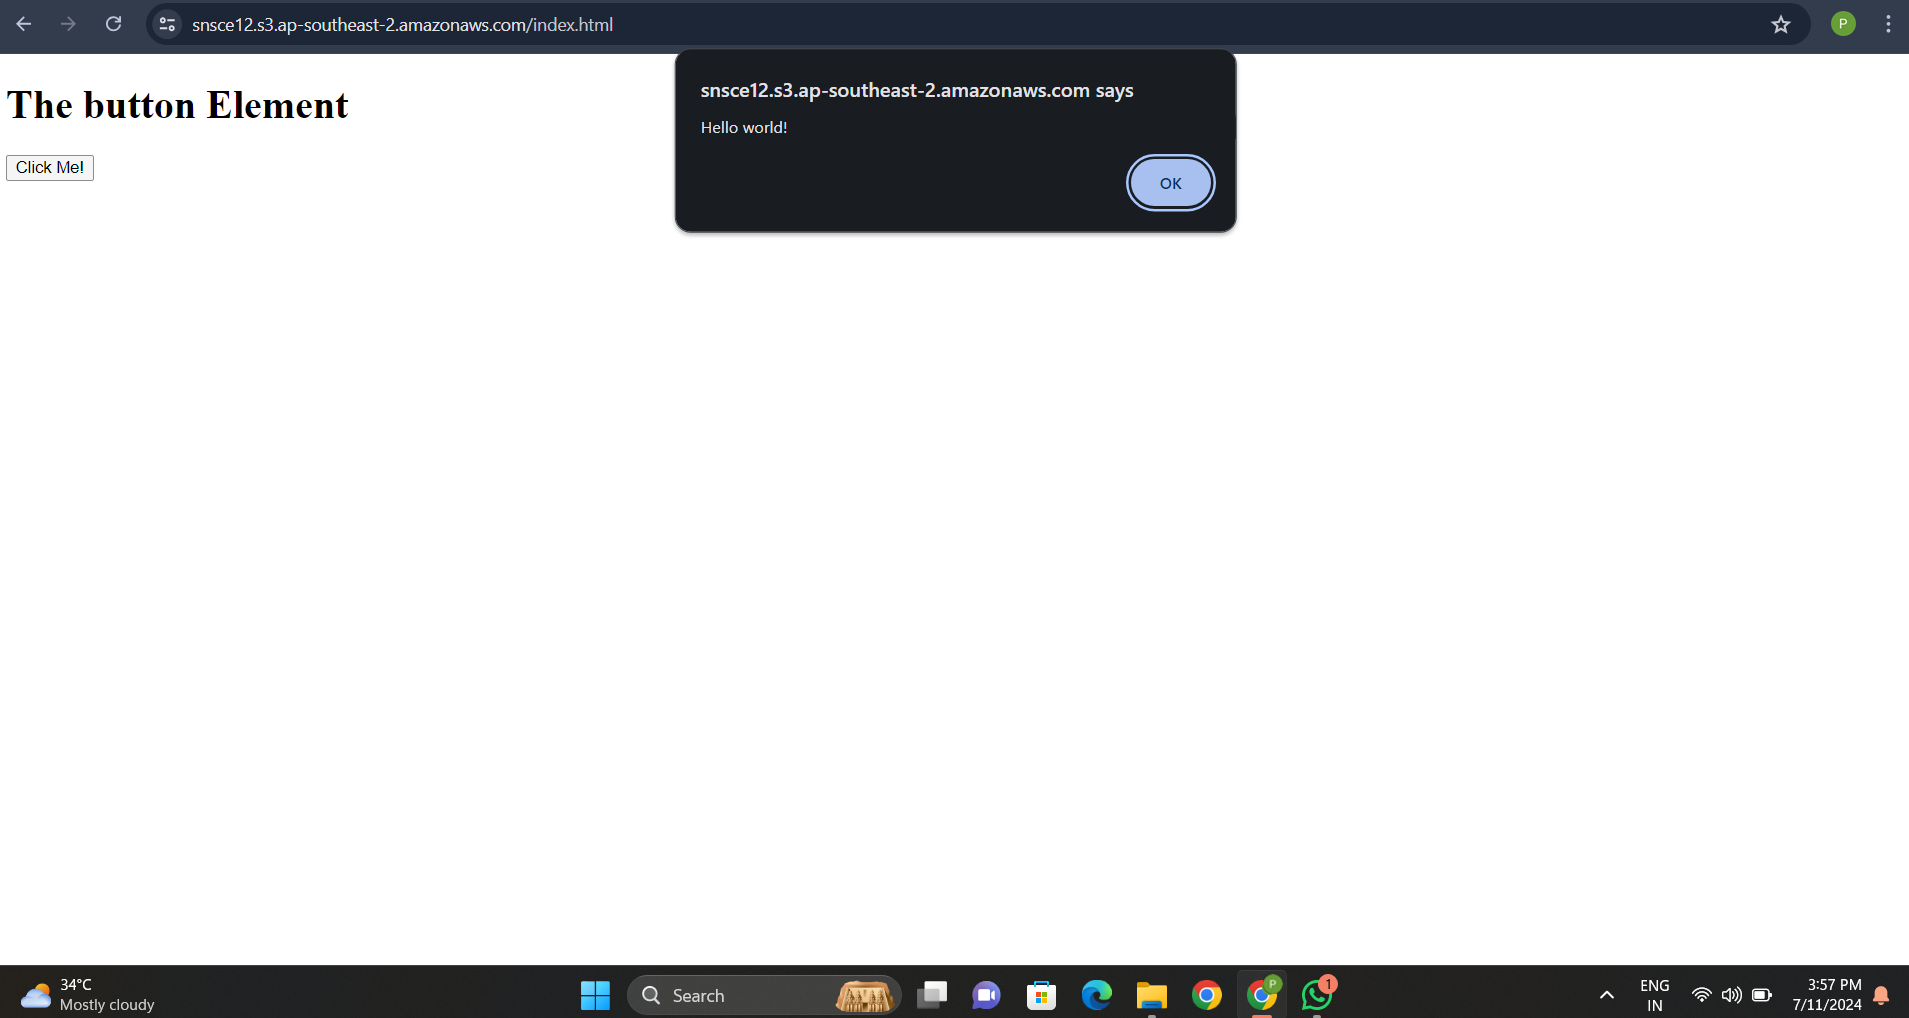 snsce12.s3.ap-southeast-2.amazonaws.com/index.html
P
snsce12.s3.ap-southeast-2.amazonaws.com says
Hello world!
OK
The button Element
Click Me!
34°C
Mostly cloudy
Search
P
1
ENG
IN
3:57 PM
7/11/2024